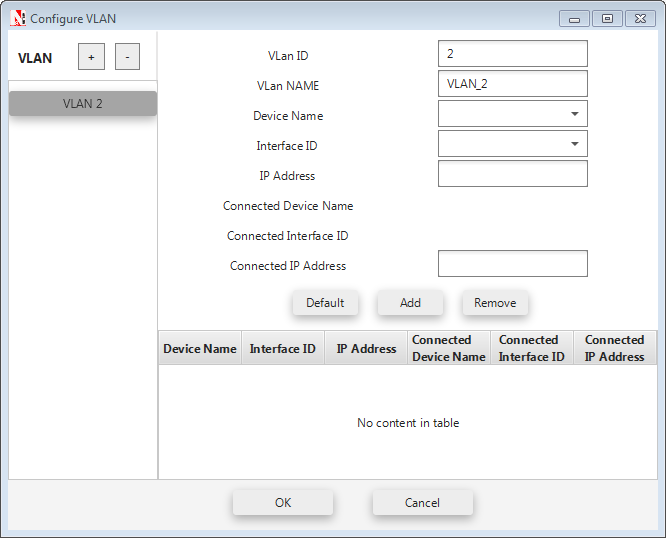 Configure VLAN
VLAN + -
VLAN 2
VLan ID 2
VLan NAME VLAN_2
Device Name
Interface ID
IP Address
Connected Device Name
Connected Interface ID
Connected IP Address
Default Add Remove
Device Name Interface ID IP Address Connected Device Name Connected Interface ID Connected IP Address
No content in table
OK Cancel